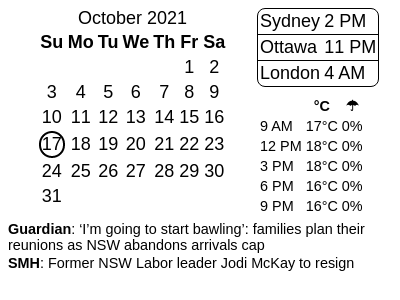 October 2021
Su Mo Tu We Th Fr Sa
1 2
3 4 5 6 7 8 9
10 11 12 13 14 15 16
17 18 19 20 21 22 23
24 25 26 27 28 29 30
31
Sydney 2 PM
Ottawa 11 PM
London 4 AM
°C ☂
9 AM 17°C 0%
12 PM 18°C 0%
3 PM 18°C 0%
6 PM 16°C 0%
9 PM 16°C 0%
Guardian: ‘I’m going to start bawling’: families plan their
reunions as NSW abandons arrivals cap
SMH: Former NSW Labor leader Jodi McKay to resign